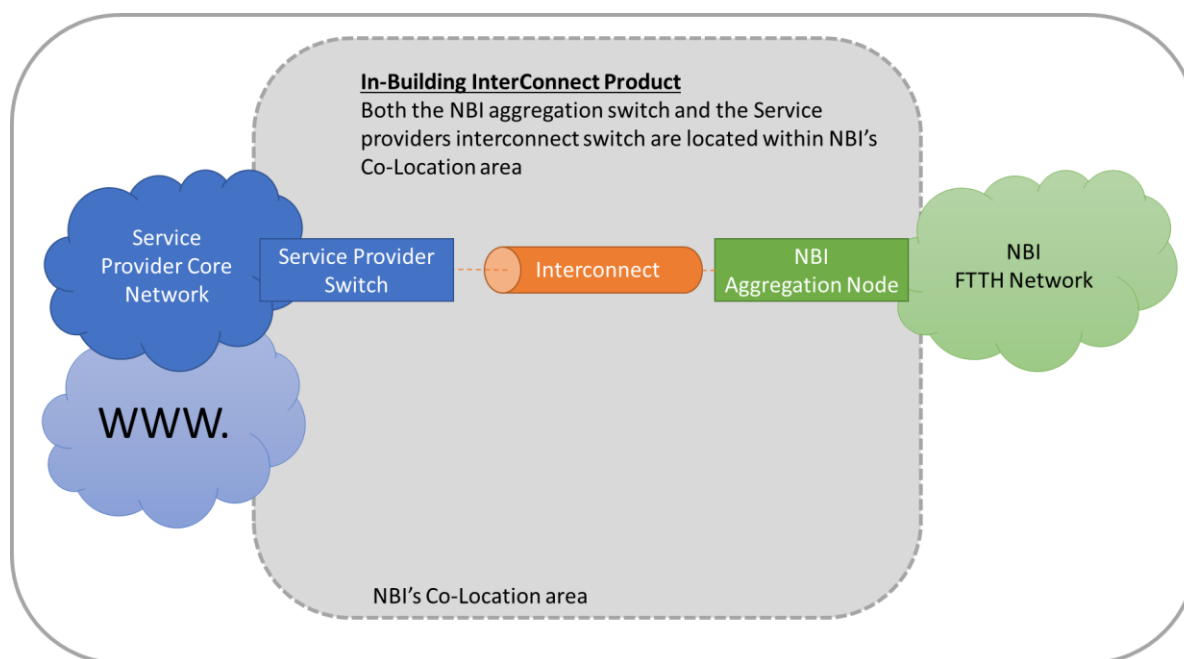 In-Building InterConnect Product
Both the NBI aggregation switch and the Service
providers interconnect switch are located within NBI's
Co-Location area
Service
Provider Core
Network
Service Provider
Switch
Interconnect
NBI
Aggregation Node
NBI
FTTH Network
WWW.
NBI's Co-Location area